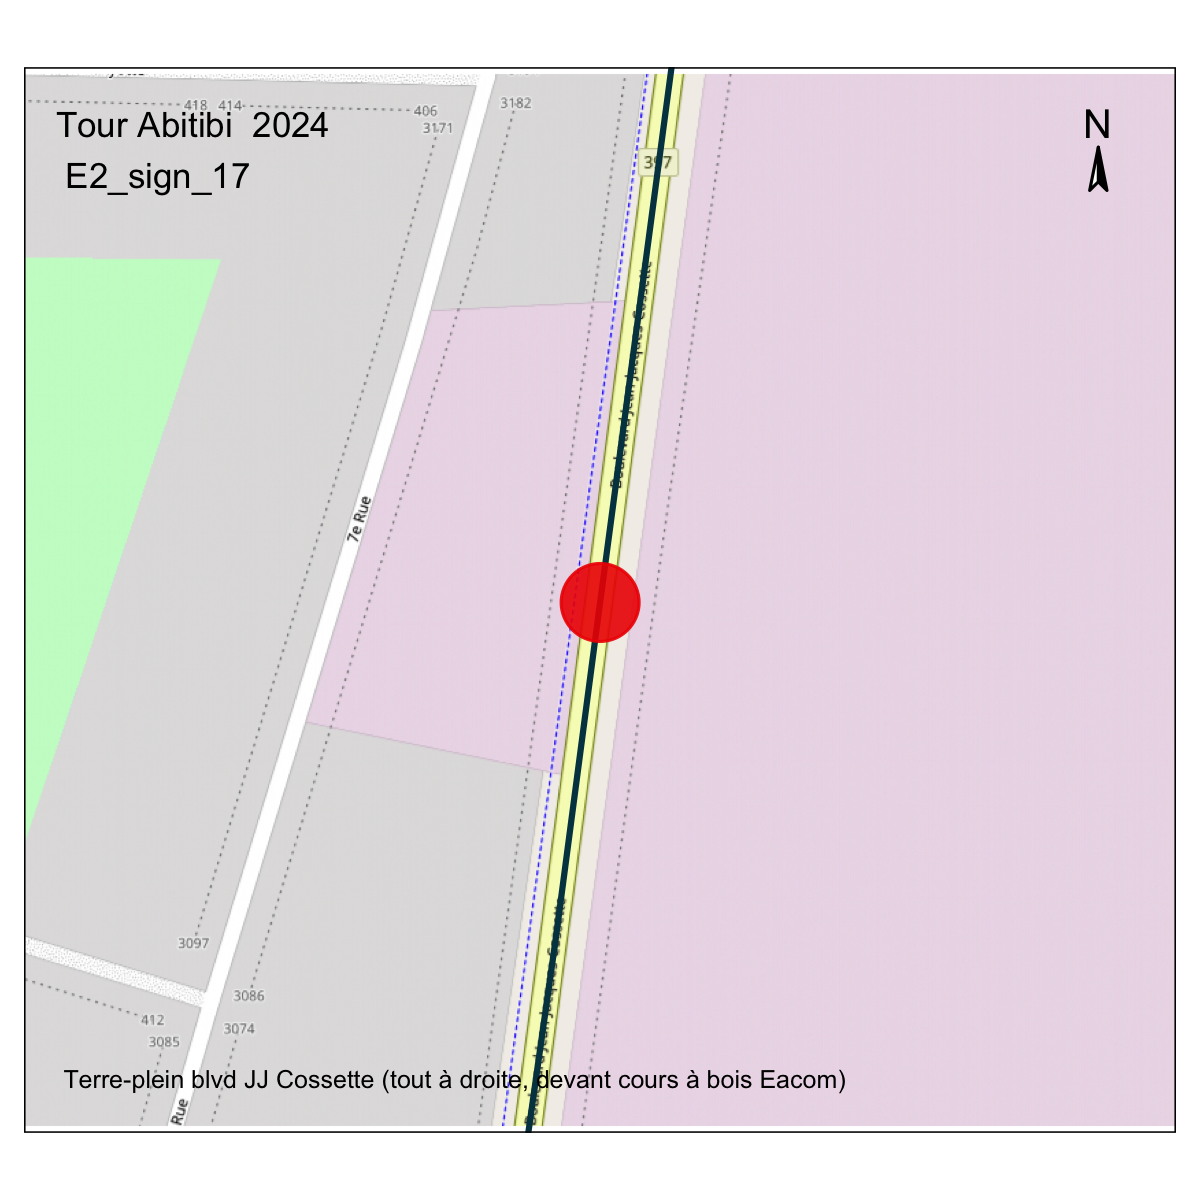 418 414 406
3182
3171
Tour Abitibi 2024
N
E2_sign_17
397
Boulevard Jean-Jacques Cossette
7e Rue
3097
3086
412
3074
3085
Boulevard Jean-Jacques Cossette
Terre-plein blvd JJ Cossette (tout à droite, devant cours à bois Eacom)
Rue